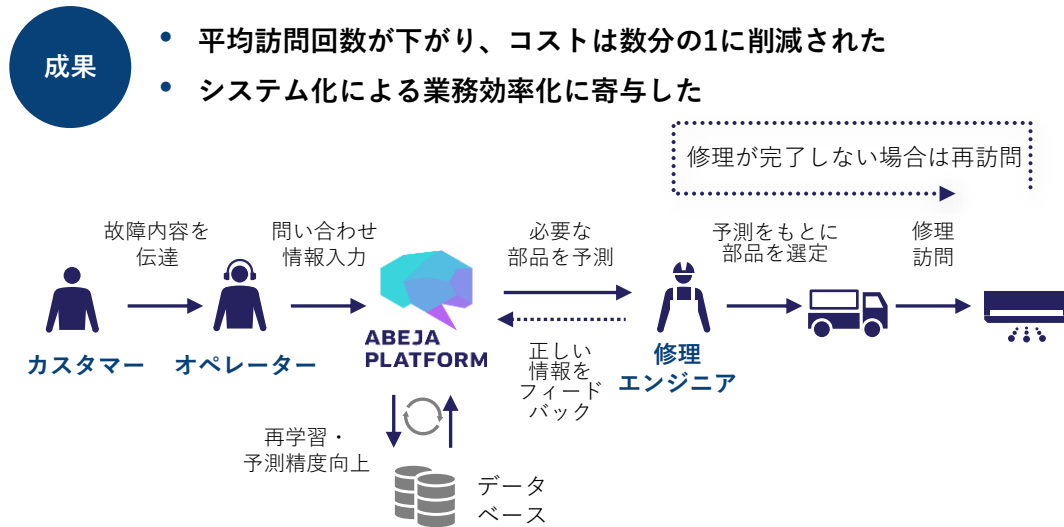 成果
• 平均訪問回数が下がり、コストは数分の1に削減された
• システム化による業務効率化に寄与した
修理が完了しない場合は再訪問
故障内容を
伝達
問い合わせ
情報入力
必要な
部品を予測
予測をもとに
部品を選定
修理
訪問
カスタマー
オペレーター
ABEJA
PLATFORM
正しい
情報を
フィード
バック
修理
エンジニア
再学習・
予測精度向上
データ
ベース